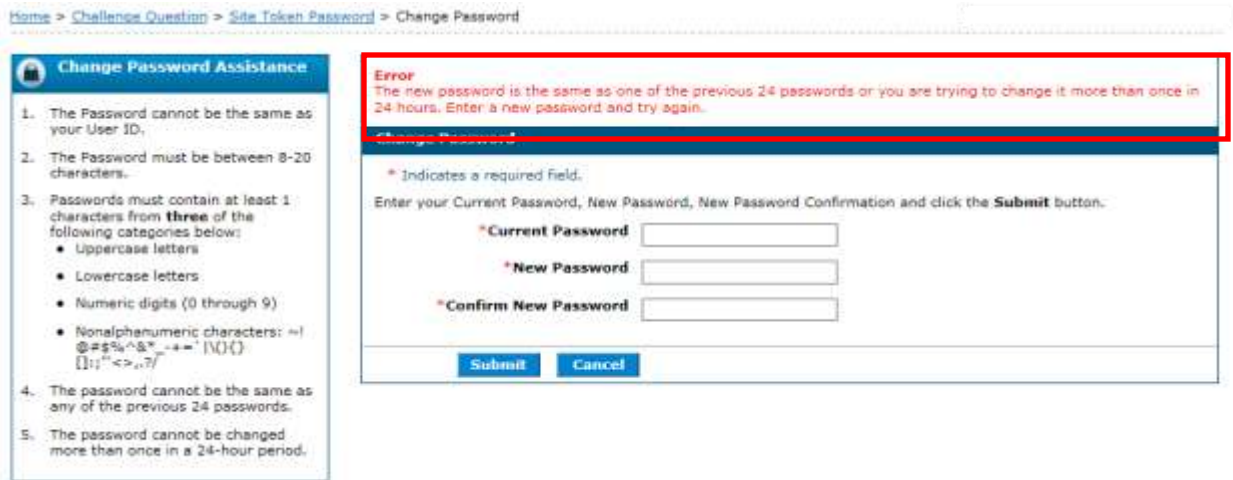 Home > Challenge Question > Site Token Password > Change Password
Change Password Assistance
1. The Password cannot be the same as
your User ID.
2. The Password must be between 8-20
characters.
3. Passwords must contain at least 1
characters from three of the
following categories below:
• Uppercase letters
• Lowercase letters
• Numeric digits (0 through 9)
• Nonalphanumeric characters: ~!
@#$%^&*_-+=`|\(){}
[]:;"'<>,.?/
4. The password cannot be the same as
any of the previous 24 passwords.
5. The password cannot be changed
more than once in a 24-hour period.
Error
The new password is the same as one of the previous 24 passwords or you are trying to change it more than once in
24 hours. Enter a new password and try again.
Change Password
* Indicates a required field.
Enter your Current Password, New Password, New Password Confirmation and click the Submit button.
*Current Password
*New Password
*Confirm New Password
Submit Cancel